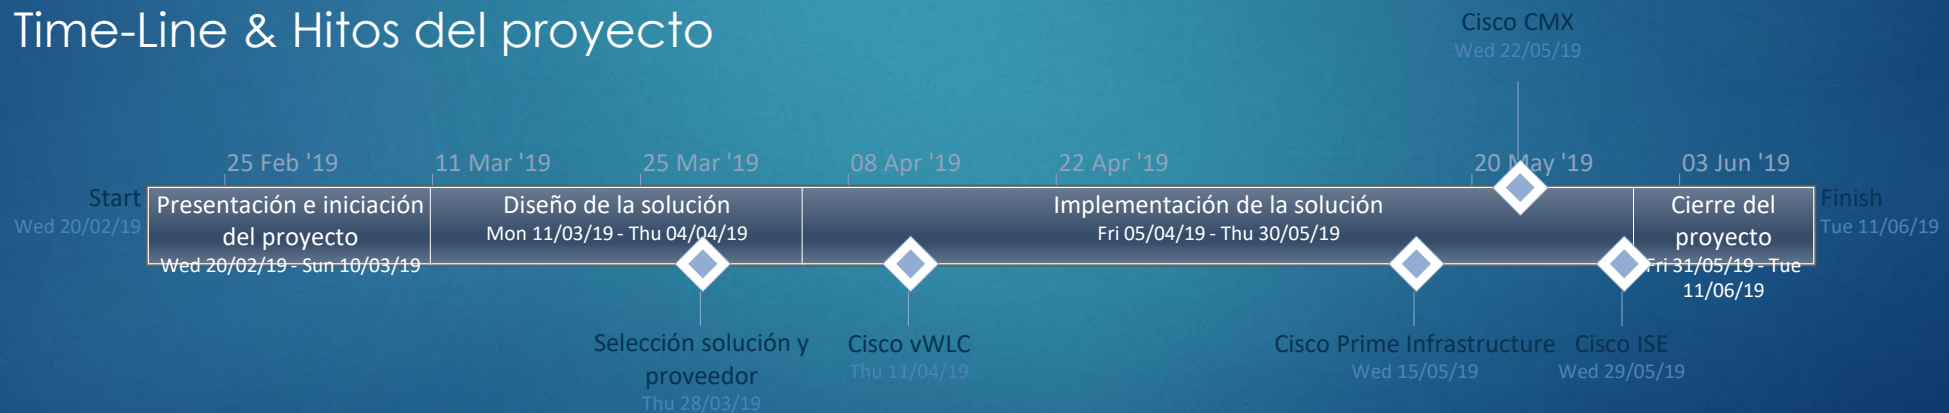 Time-Line & Hitos del proyecto
Cisco CMX
Wed 22/05/19
25 Feb '19
11 Mar '19
25 Mar '19
08 Apr '19
22 Apr '19
20 May '19
03 Jun '19
Start
Wed 20/02/19
Presentación e iniciación
del proyecto
Wed 20/02/19 - Sun 10/03/19
Diseño de la solución
Mon 11/03/19 - Thu 04/04/19
Implementación de la solución
Fri 05/04/19 - Thu 30/05/19
Cierre del
proyecto
Fri 31/05/19 - Tue
11/06/19
Finish
Tue 11/06/19
Selección solución y
proveedor
Thu 28/03/19
Cisco vWLC
Thu 11/04/19
Cisco Prime Infrastructure
Wed 15/05/19
Cisco ISE
Wed 29/05/19